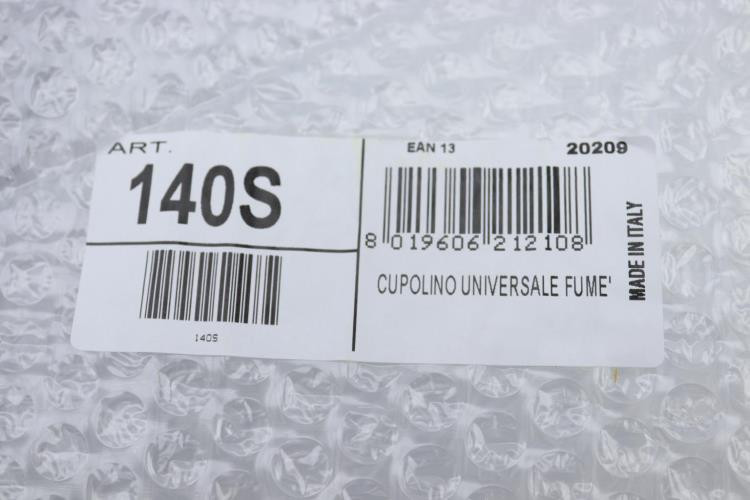 ART.
140S
140S
EAN 13
20209
8 019606 212108
CUPOLINO UNIVERSALE FUME'
MADE IN ITALY